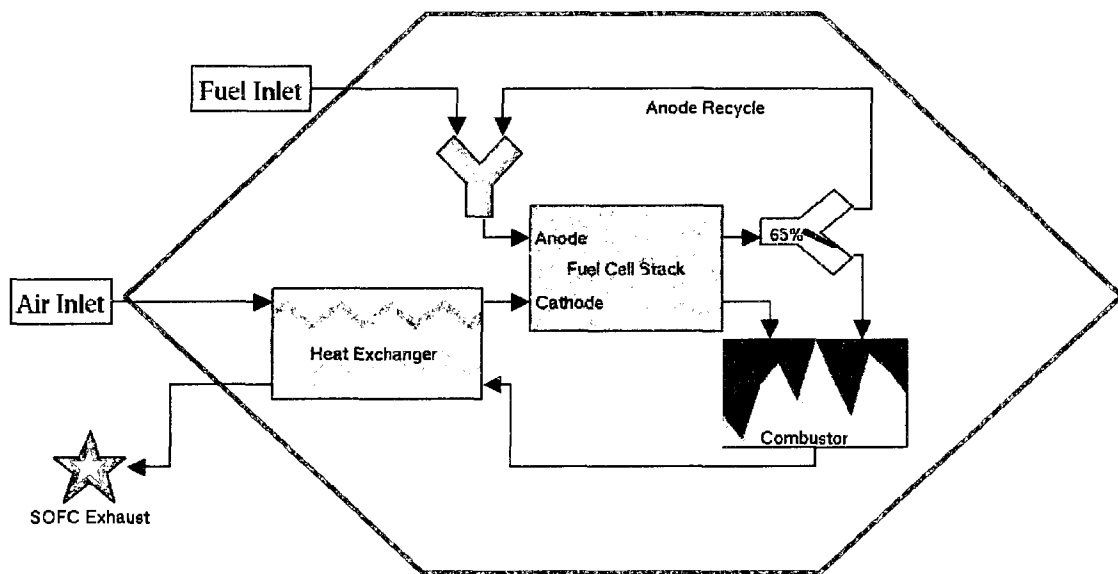 Fuel Inlet
Anode Recycle
65%
Anode
Fuel Cell Stack
Air Inlet
Cathode
Heat Exchanger
Combustor
SOFC Exhaust